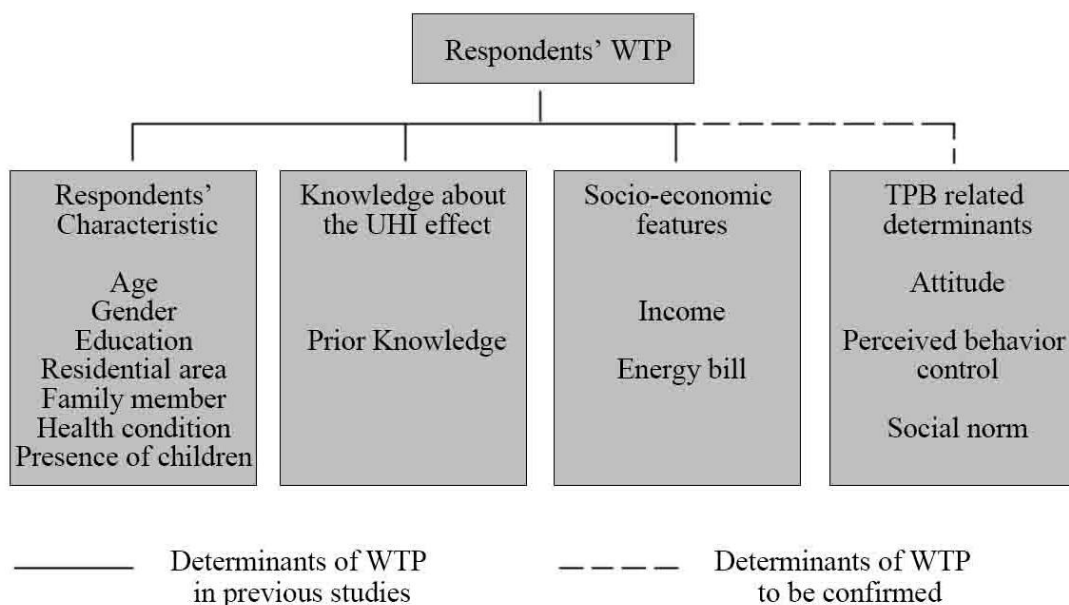 Respondents’ WTP
Respondents’
Characteristic
Age
Gender
Education
Residential area
Family member
Health condition
Presence of children
Knowledge about
the UHI effect
Prior Knowledge
Socio-economic
features
Income
Energy bill
TPB related
determinants
Attitude
Perceived behavior
control
Social norm
Determinants of WTP
in previous studies
Determinants of WTP
to be confirmed